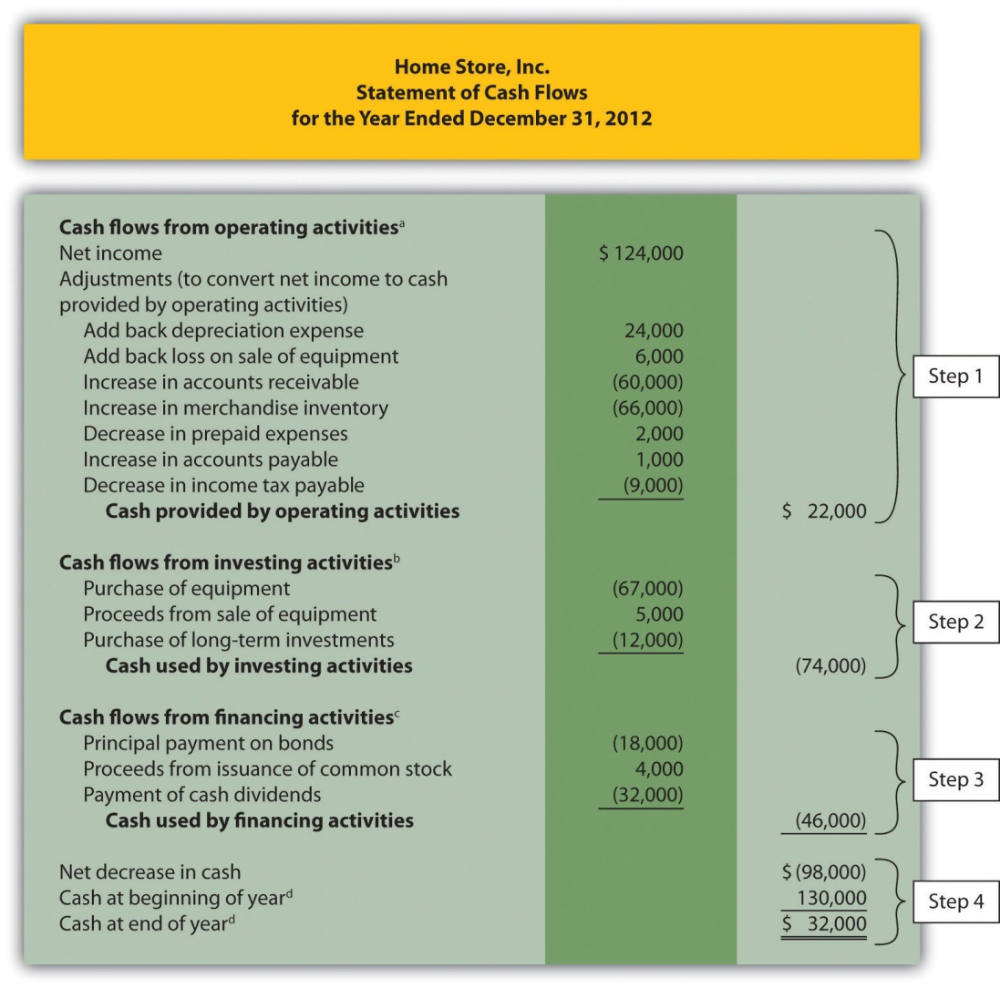 Home Store, Inc.
Statement of Cash Flows
for the Year Ended December 31, 2012
Cash flows from operating activitiesᵃ
Net income $ 124,000
Adjustments (to convert net income to cash
provided by operating activities)
Add back depreciation expense 24,000
Add back loss on sale of equipment 6,000
Increase in accounts receivable (60,000)
Increase in merchandise inventory (66,000)
Decrease in prepaid expenses 2,000
Increase in accounts payable 1,000
Decrease in income tax payable (9,000)
Cash provided by operating activities $ 22,000
Step 1
Cash flows from investing activitiesᵇ
Purchase of equipment (67,000)
Proceeds from sale of equipment 5,000
Purchase of long-term investments (12,000)
Cash used by investing activities (74,000)
Step 2
Cash flows from financing activitiesᶜ
Principal payment on bonds (18,000)
Proceeds from issuance of common stock 4,000
Payment of cash dividends (32,000)
Cash used by financing activities (46,000)
Step 3
Net decrease in cash $ (98,000)
Cash at beginning of yearᵈ 130,000
Cash at end of yearᵈ $ 32,000
Step 4